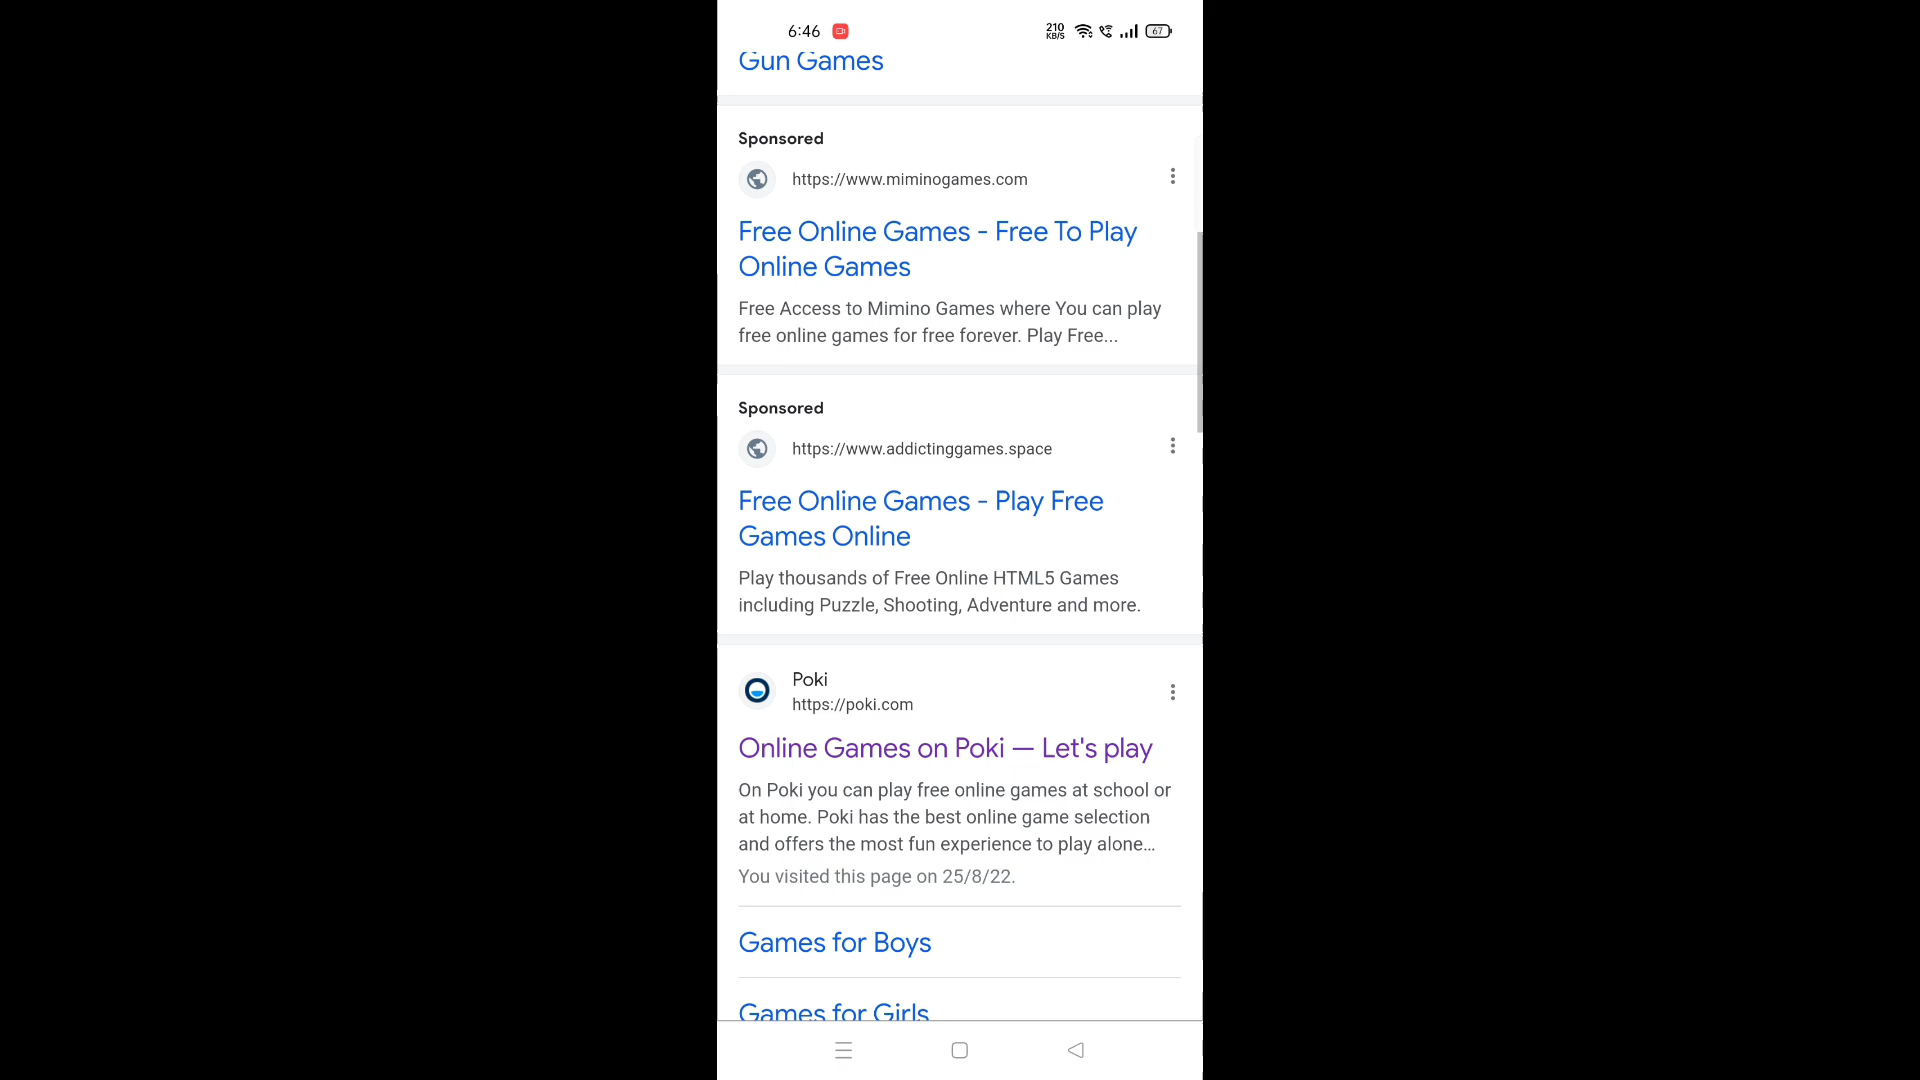 6:46
210
KB/S
67
Gun Games
Sponsored
https://www.miminogames.com
Free Online Games - Free To Play
Online Games
Free Access to Mimino Games where You can play
free online games for free forever. Play Free...
Sponsored
https://www.addictinggames.space
Free Online Games - Play Free
Games Online
Play thousands of Free Online HTML5 Games
including Puzzle, Shooting, Adventure and more.
Poki
https://poki.com
Online Games on Poki — Let's play
On Poki you can play free online games at school or
at home. Poki has the best online game selection
and offers the most fun experience to play alone...
You visited this page on 25/8/22.
Games for Boys
Games for Girls